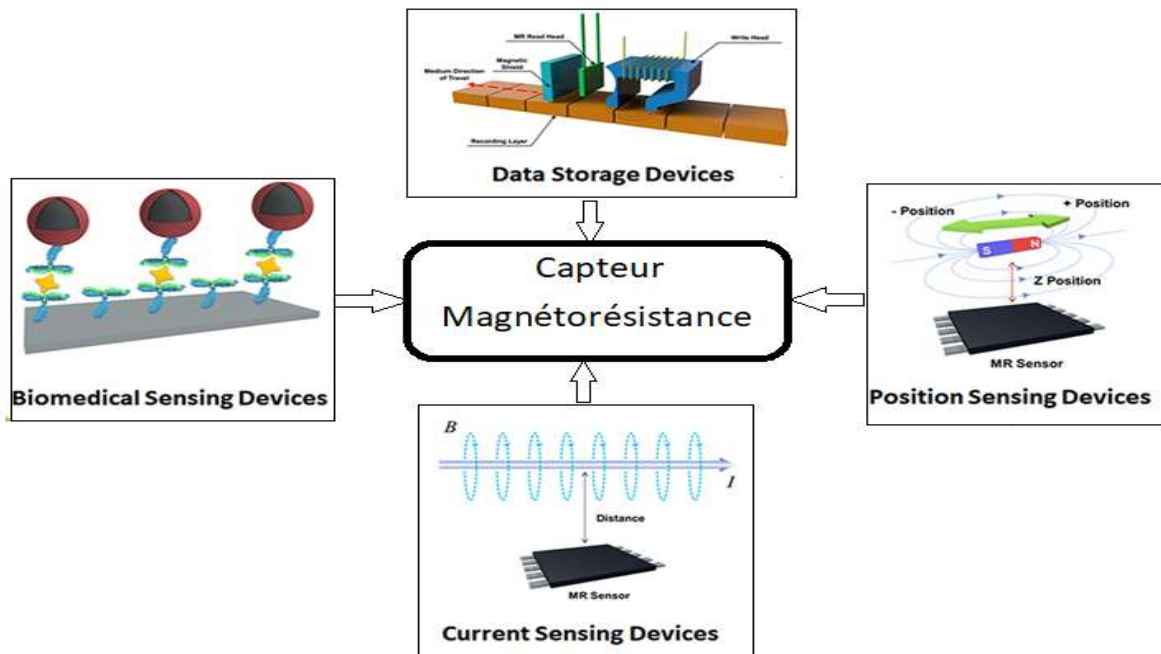 MR Read Head
Write Head
Magnetic
Shield
Medium Direction
of Travel
Recording Layer
Data Storage Devices
Biomedical Sensing Devices
Capteur
Magnétorésistance
- Position
+ Position
S
N
Z Position
MR Sensor
Position Sensing Devices
B
I
Distance
MR Sensor
Current Sensing Devices